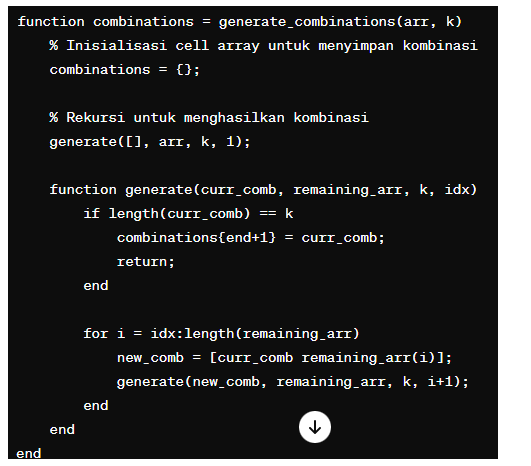 function combinations = generate_combinations(arr, k)
% Inisialisasi cell array untuk menyimpan kombinasi
combinations = {};
% Rekursi untuk menghasilkan kombinasi
generate([], arr, k, 1);
function generate(curr_comb, remaining_arr, k, idx)
if length(curr_comb) == k
combinations{end+1} = curr_comb;
return;
end
for i = idx:length(remaining_arr)
new_comb = [curr_comb remaining_arr(i)];
generate(new_comb, remaining_arr, k, i+1);
end
end
end